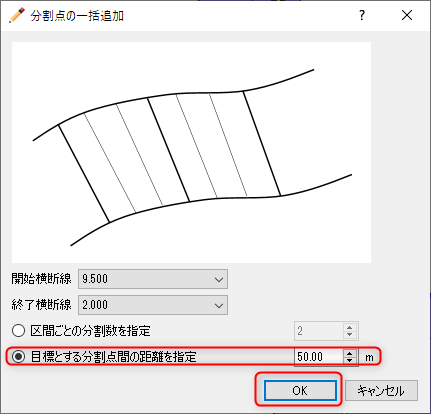 分割点の一括追加
開始横断線 9.500
終了横断線 2.000
区間ごとの分割数を指定 2
目標とする分割点間の距離を指定 50.00 m
OK キャンセル